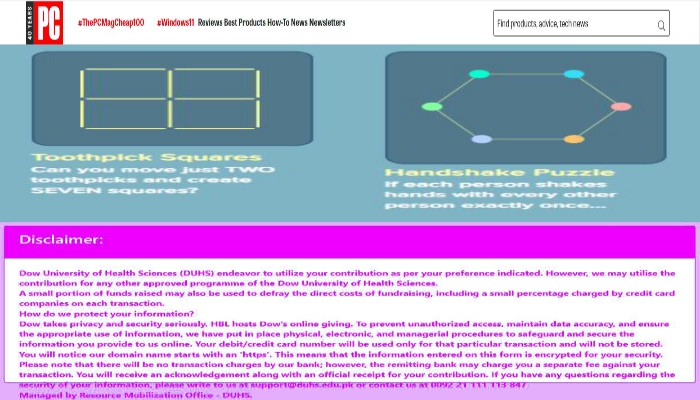 40 YEARS
PC
#ThePCMagCheap100 #Windows11 Reviews Best Products How-To News Newsletters
Find products, advice, tech news
Toothpick Squares
Can you move just TWO
toothpicks and create
SEVEN squares?
Handshake Puzzle
If each person shakes
hands with every other
person exactly once...
Disclaimer:
Dow University of Health Sciences (DUHS) endeavor to utilize your contribution as per your preference indicated. However, we may utilise the
contribution for any other approved programme of the Dow University of Health Sciences.
A small portion of funds raised may also be used to defray the direct costs of fundraising, including a small percentage charged by credit card
companies on each transaction.
How do we protect your information?
Dow takes privacy and security seriously. HBL hosts Dow's online giving. To prevent unauthorized access, maintain data accuracy, and ensure
the appropriate use of information, we have put in place physical, electronic, and managerial procedures to safeguard and secure the
information you provide to us online. Your debit/credit card number will be used only for that particular transaction and will not be stored.
You will notice our domain name starts with an 'https'. This means that the information entered on this form is encrypted for your security.
Please note that there will be no transaction charges by our bank; however, the remitting bank may charge you a separate fee against your
transaction. You will receive an acknowledgement along with an official receipt for your contribution. If you have any questions regarding the
security of your information, please write to us at support@duhs.edu.pk or contact us at 0092 21 111 113 847
Managed by Resource Mobilization Office - DUHS.